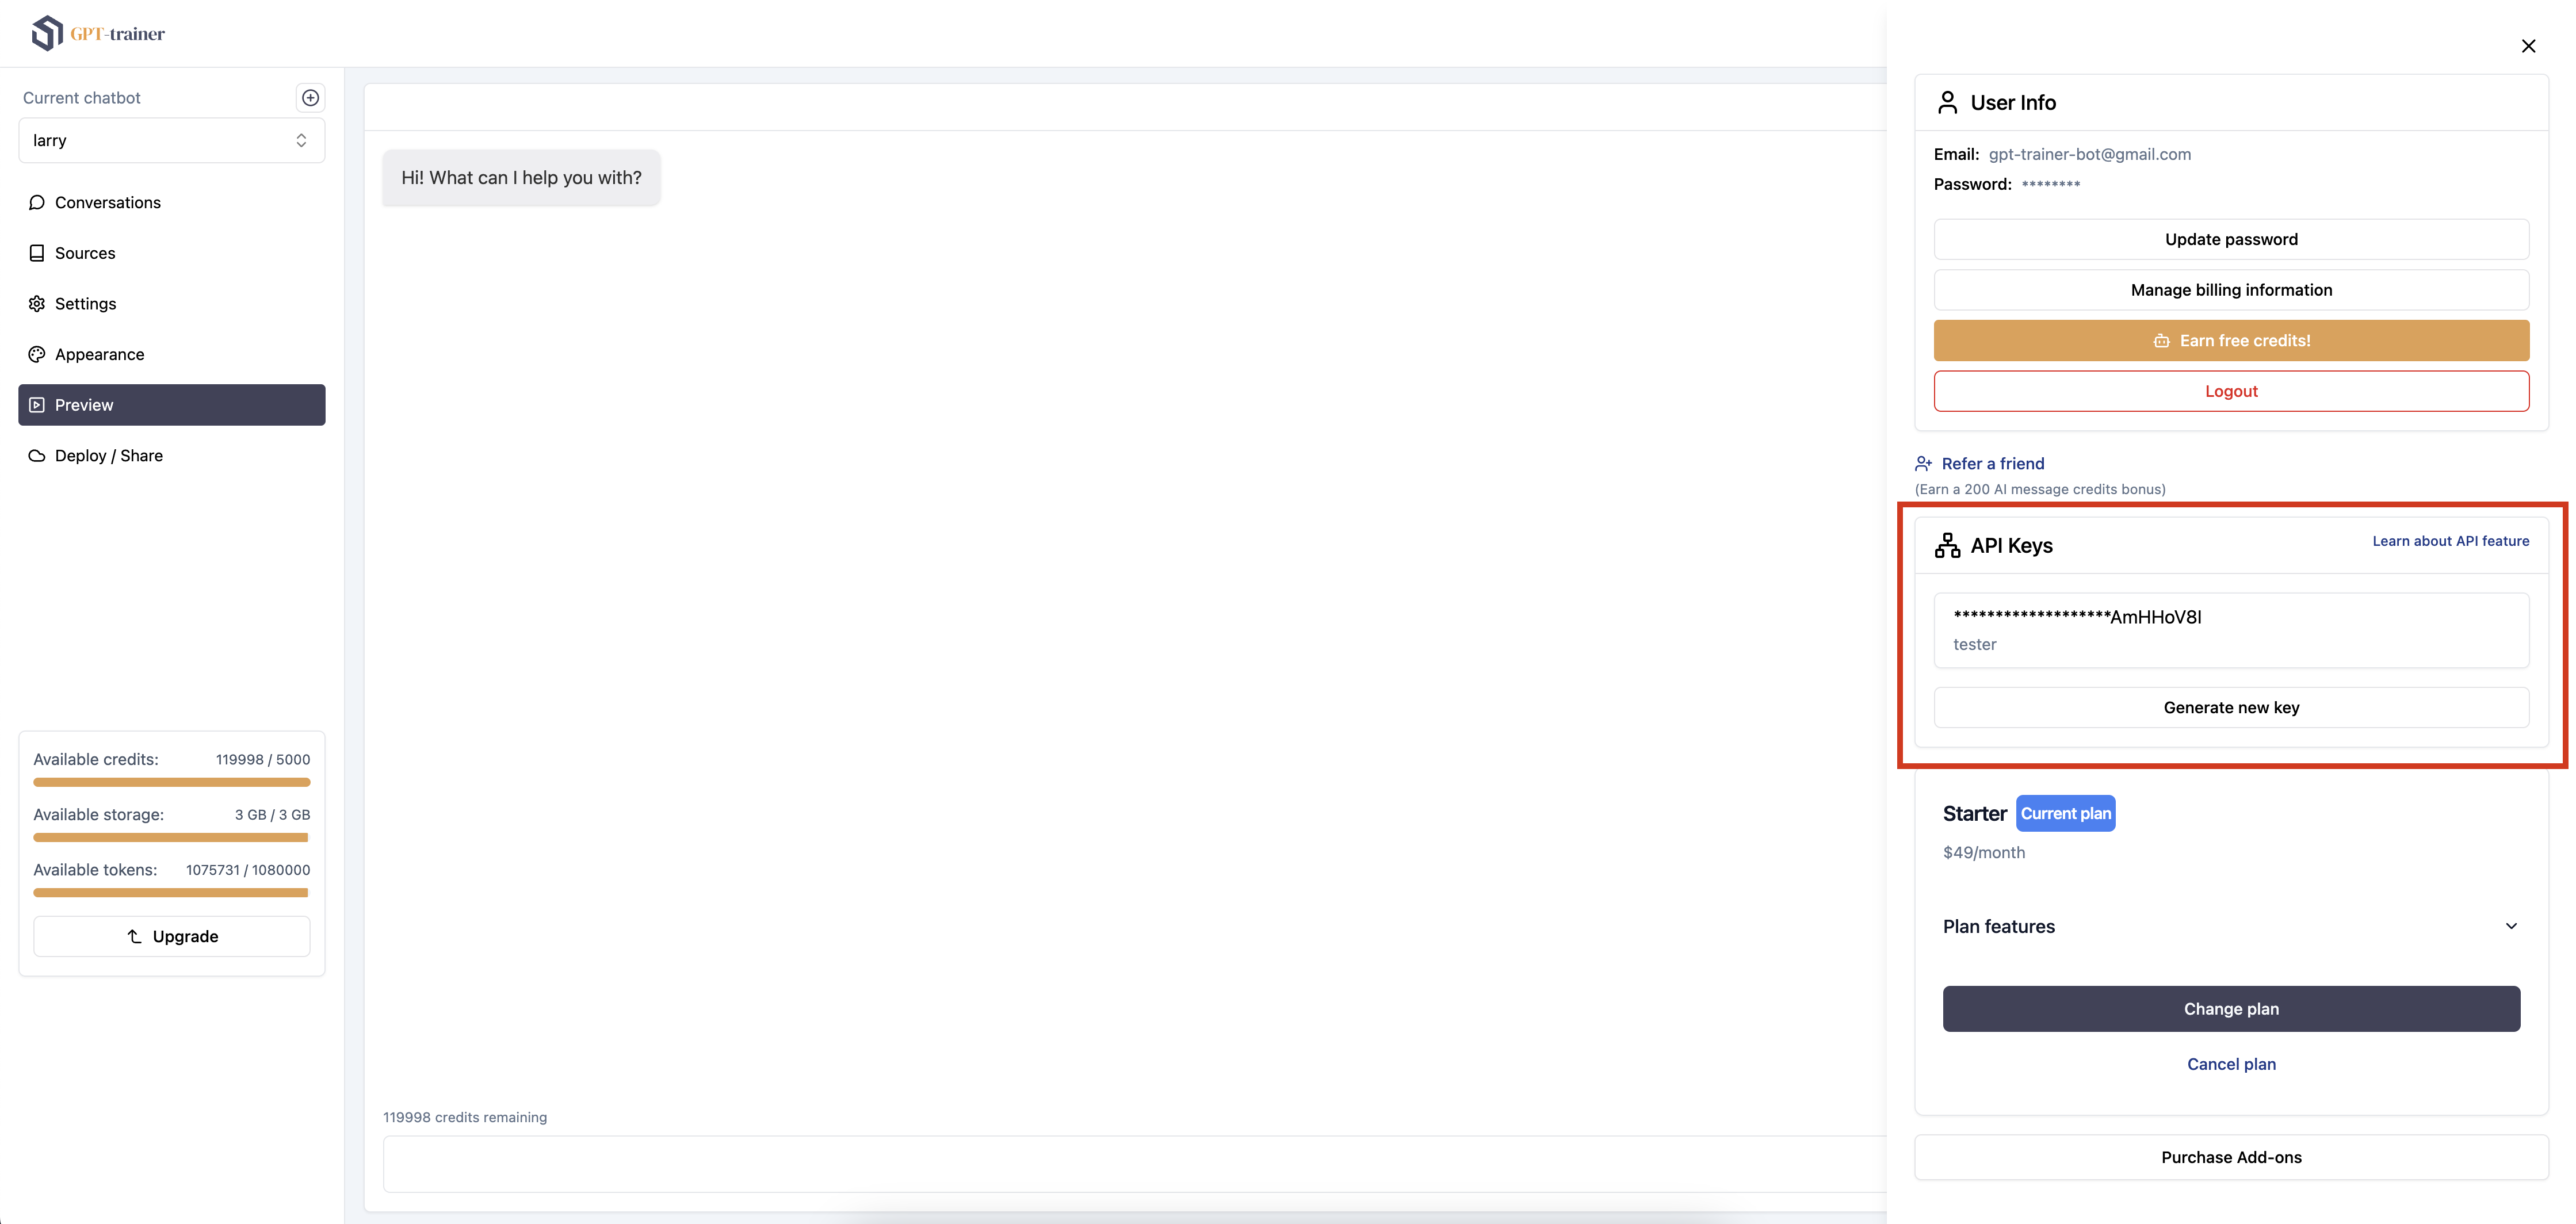 GPT-trainer
Current chatbot
larry
Conversations
Sources
Settings
Appearance
Preview
Deploy / Share
Available credits: 119998 / 5000
Available storage: 3 GB / 3 GB
Available tokens: 1075731 / 1080000
Upgrade
Hi! What can I help you with?
119998 credits remaining
User Info
Email: gpt-trainer-bot@gmail.com
Password: ********
Update password
Manage billing information
Earn free credits!
Logout
Refer a friend
(Earn a 200 AI message credits bonus)
API Keys
Learn about API feature
*******************AmHHoV8I
tester
Generate new key
Starter Current plan
$49/month
Plan features
Change plan
Cancel plan
Purchase Add-ons